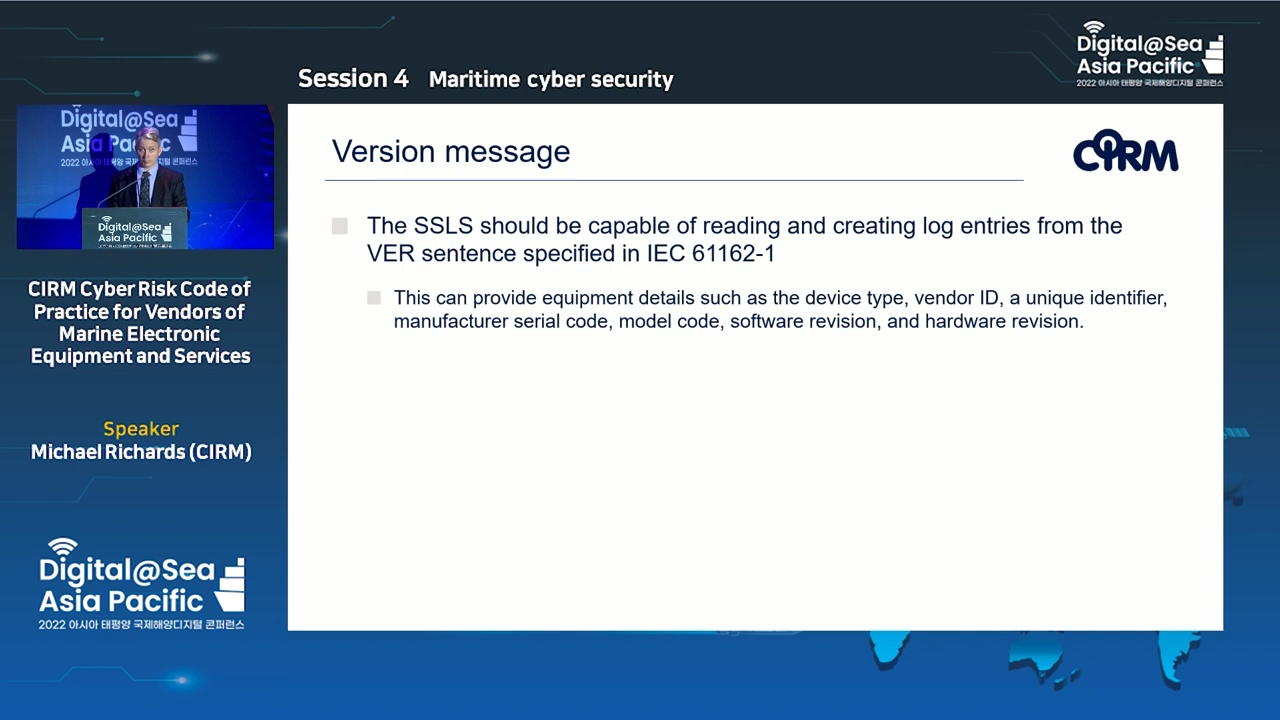 Digital@Sea
Asia Pacific
2022 아시아 태평양 국제해양디지털 콘퍼런스
Session 4 Maritime cyber security
Digital@Sea
Asia Pacific
2022 아시아 태평양 국제해양디지털 콘퍼런스
Digital@Sea
Asia Pacific
CIRM Cyber Risk Code of
Practice for Vendors of
Marine Electronic
Equipment and Services
Speaker
Michael Richards (CIRM)
Digital@Sea
Asia Pacific
2022 아시아 태평양 국제해양디지털 콘퍼런스
Version message
CIRM
The SSLS should be capable of reading and creating log entries from the
VER sentence specified in IEC 61162-1
This can provide equipment details such as the device type, vendor ID, a unique identifier,
manufacturer serial code, model code, software revision, and hardware revision.